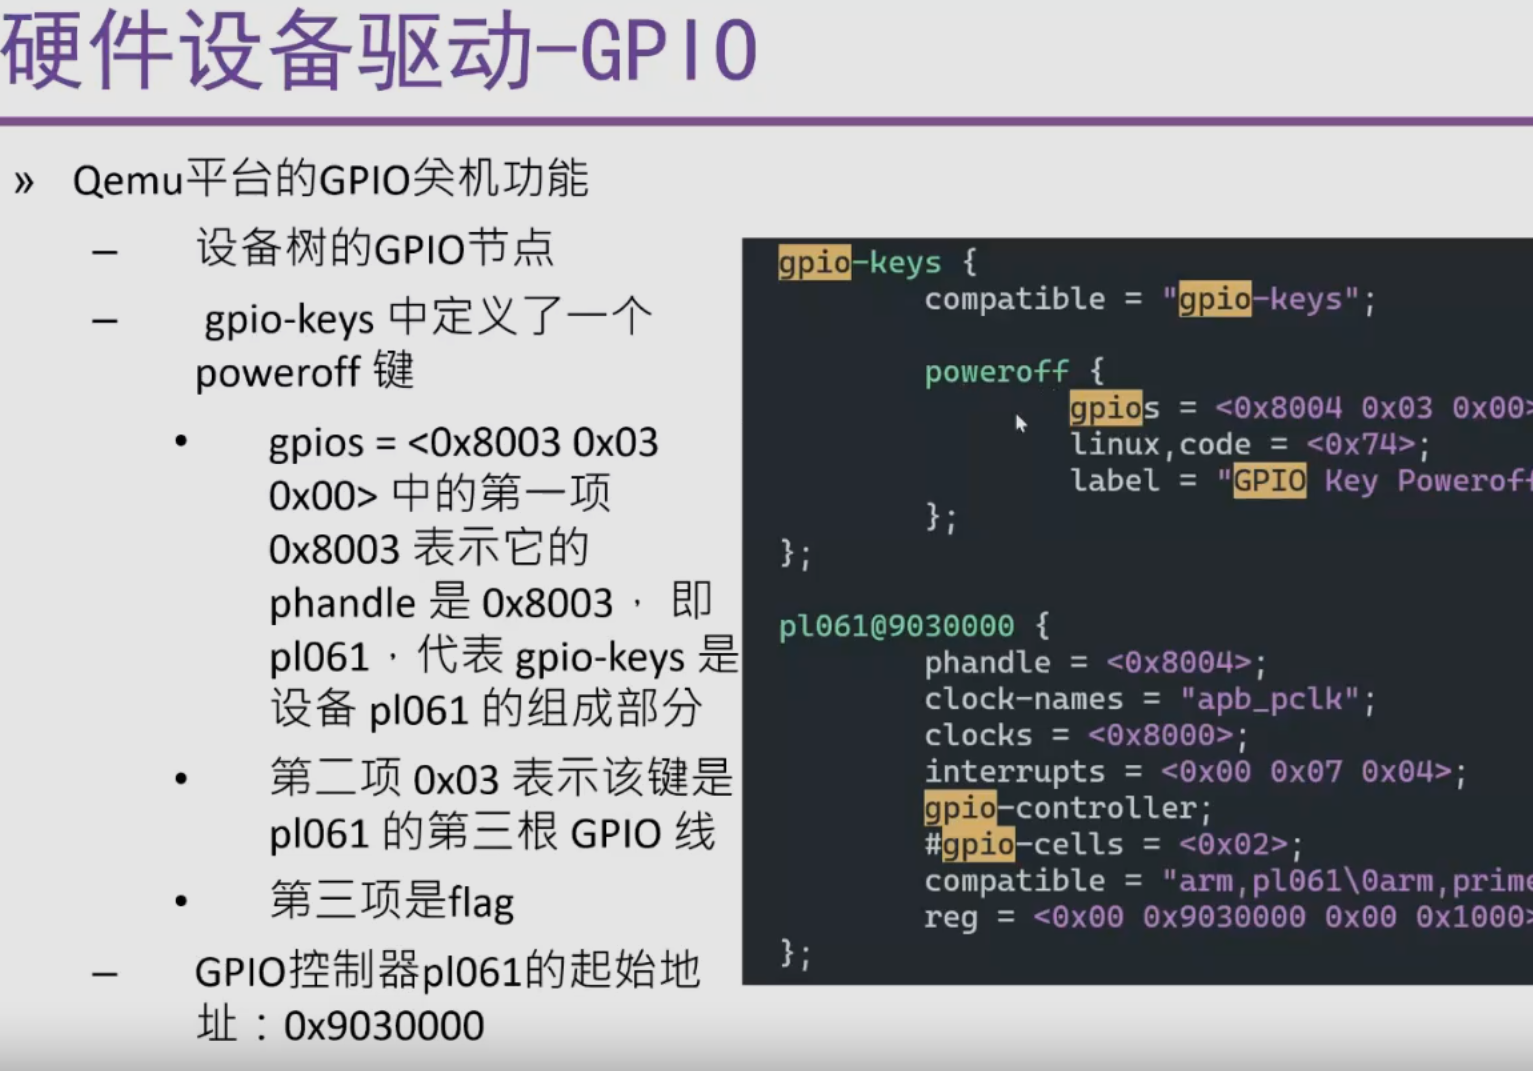 硬件设备驱动-GPIO
» Qemu平台的GPIO关机功能
– 设备树的GPIO节点
– gpio-keys 中定义了一个
poweroff 键
• gpios = <0x8003 0x03
0x00> 中的第一项
0x8003 表示它的
phandle 是 0x8003， 即
pl061，代表 gpio-keys 是
设备 pl061 的组成部分
• 第二项 0x03 表示该键是
pl061 的第三根 GPIO 线
• 第三项是flag
– GPIO控制器pl061的起始地
址：0x9030000
gpio-keys {
compatible = "gpio-keys";
poweroff {
gpios = <0x8004 0x03 0x00>
linux,code = <0x74>;
label = "GPIO Key Poweroff
};
};
pl061@9030000 {
phandle = <0x8004>;
clock-names = "apb_pclk";
clocks = <0x8000>;
interrupts = <0x00 0x07 0x04>;
gpio-controller;
#gpio-cells = <0x02>;
compatible = "arm,pl061\0arm,prime
reg = <0x00 0x9030000 0x00 0x1000>
};